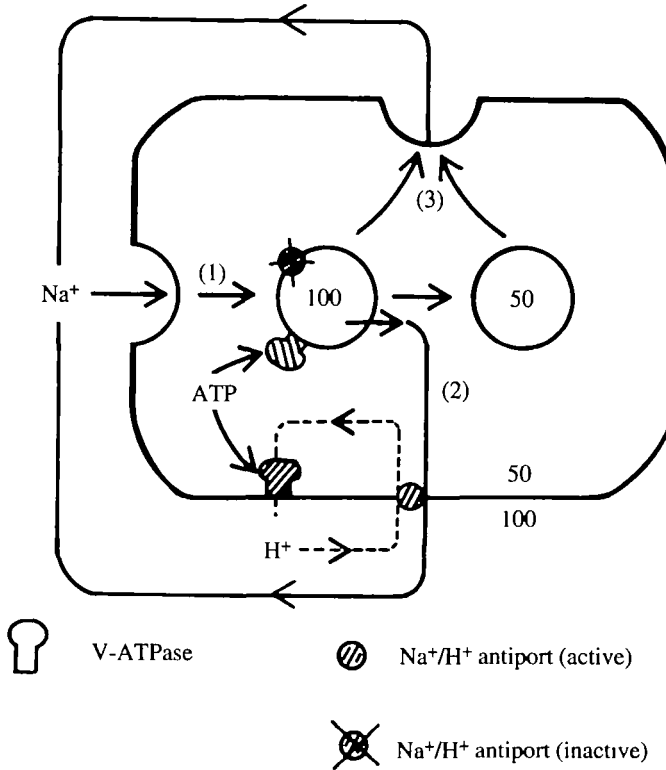 (3)
(1)
Na⁺
100
50
ATP
(2)
50
100
H⁺
V-ATPase
Na⁺/H⁺ antiport (active)
Na⁺/H⁺ antiport (inactive)